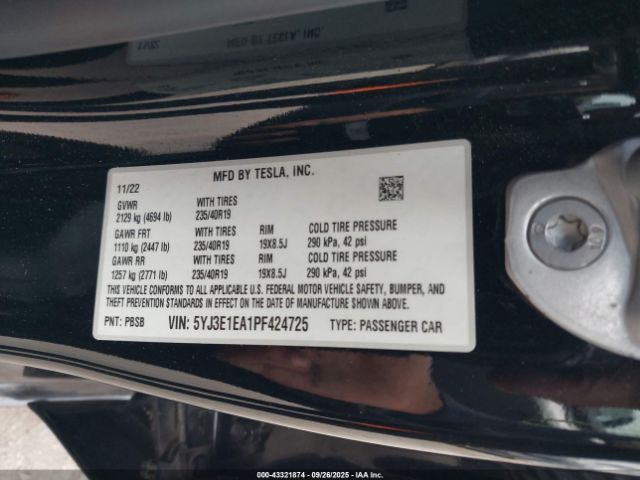 MFD BY TESLA, INC.
11/22
GVWR WITH TIRES
2129 kg (4694 lb) 235/40R19
GAWR FRT WITH TIRES RIM COLD TIRE PRESSURE
1110 kg (2447 lb) 235/40R19 19X8.5J 290 kPa, 42 psi
GAWR RR WITH TIRES RIM COLD TIRE PRESSURE
1257 kg (2771 lb) 235/40R19 19X8.5J 290 kPa, 42 psi
THIS VEHICLE CONFORMS TO ALL APPLICABLE U.S. FEDERAL MOTOR VEHICLE SAFETY, BUMPER, AND
THEFT PREVENTION STANDARDS IN EFFECT ON THE DATE OF MANUFACTURE SHOWN ABOVE.
PNT: PBSB VIN: 5YJ3E1EA1PF424725 TYPE: PASSENGER CAR
000-43321874 | 09/26/2025 | IAA Inc.